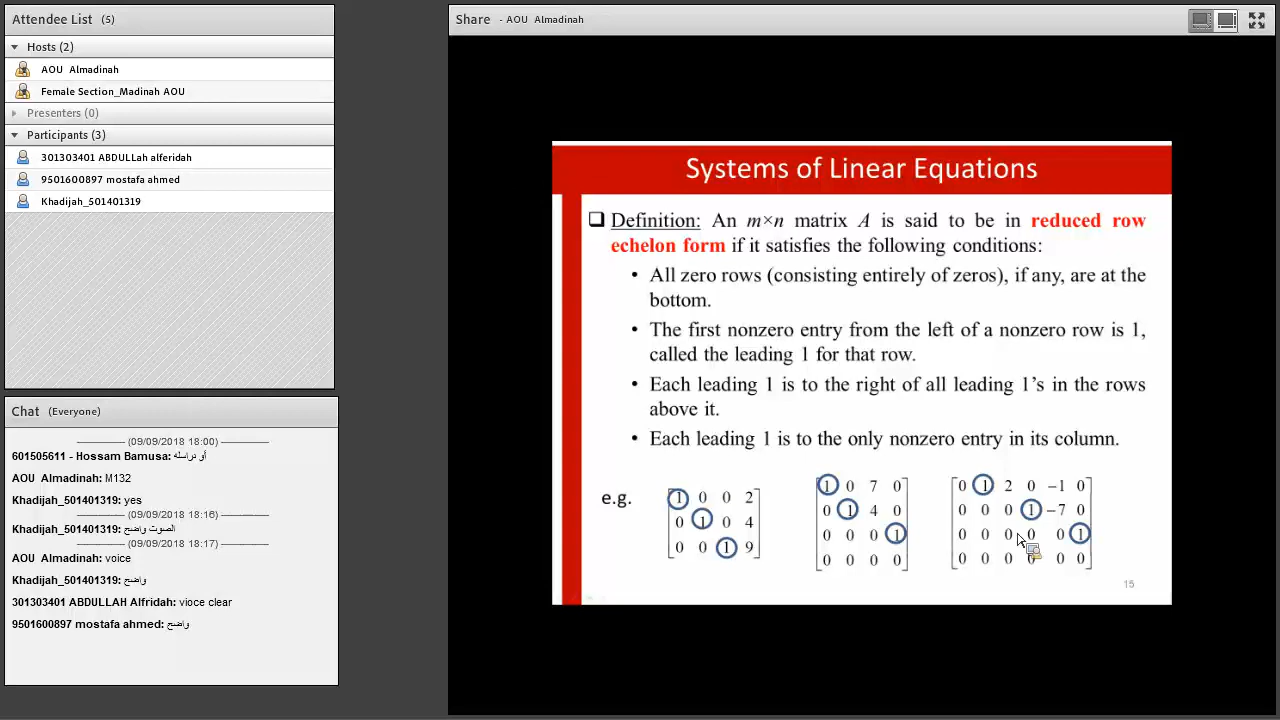 Attendee List (5)
Hosts (2)
AOU Almadinah
Female Section_Madinah AOU
Presenters (0)
Participants (3)
301303401 ABDULLah alferidah
9501600897 mostafa ahmed
Khadijah_501401319
Chat (Everyone)
(09/09/2018 18:00)
601505611 - Hossam Bamusa: أو نراسله
AOU Almadinah: M132
Khadijah_501401319: yes
(09/09/2018 18:16)
Khadijah_501401319: الصوت واضح
(09/09/2018 18:17)
AOU Almadinah: voice
Khadijah_501401319: واضح
301303401 ABDULLAH Alfridah: vioce clear
9501600897 mostafa ahmed: واضح
Share - AOU Almadinah
Systems of Linear Equations
Definition: An m×n matrix A is said to be in reduced row
echelon form if it satisfies the following conditions:
• All zero rows (consisting entirely of zeros), if any, are at the
bottom.
• The first nonzero entry from the left of a nonzero row is 1,
called the leading 1 for that row.
• Each leading 1 is to the right of all leading 1's in the rows
above it.
• Each leading 1 is to the only nonzero entry in its column.
e.g.
1 0 0 2
0 1 0 4
0 0 1 9
1 0 7 0
0 1 4 0
0 0 0 1
0 0 0 0
0 1 2 0 −1 0
0 0 0 1 −7 0
0 0 0 0 0 1
0 0 0 0 0 0
15